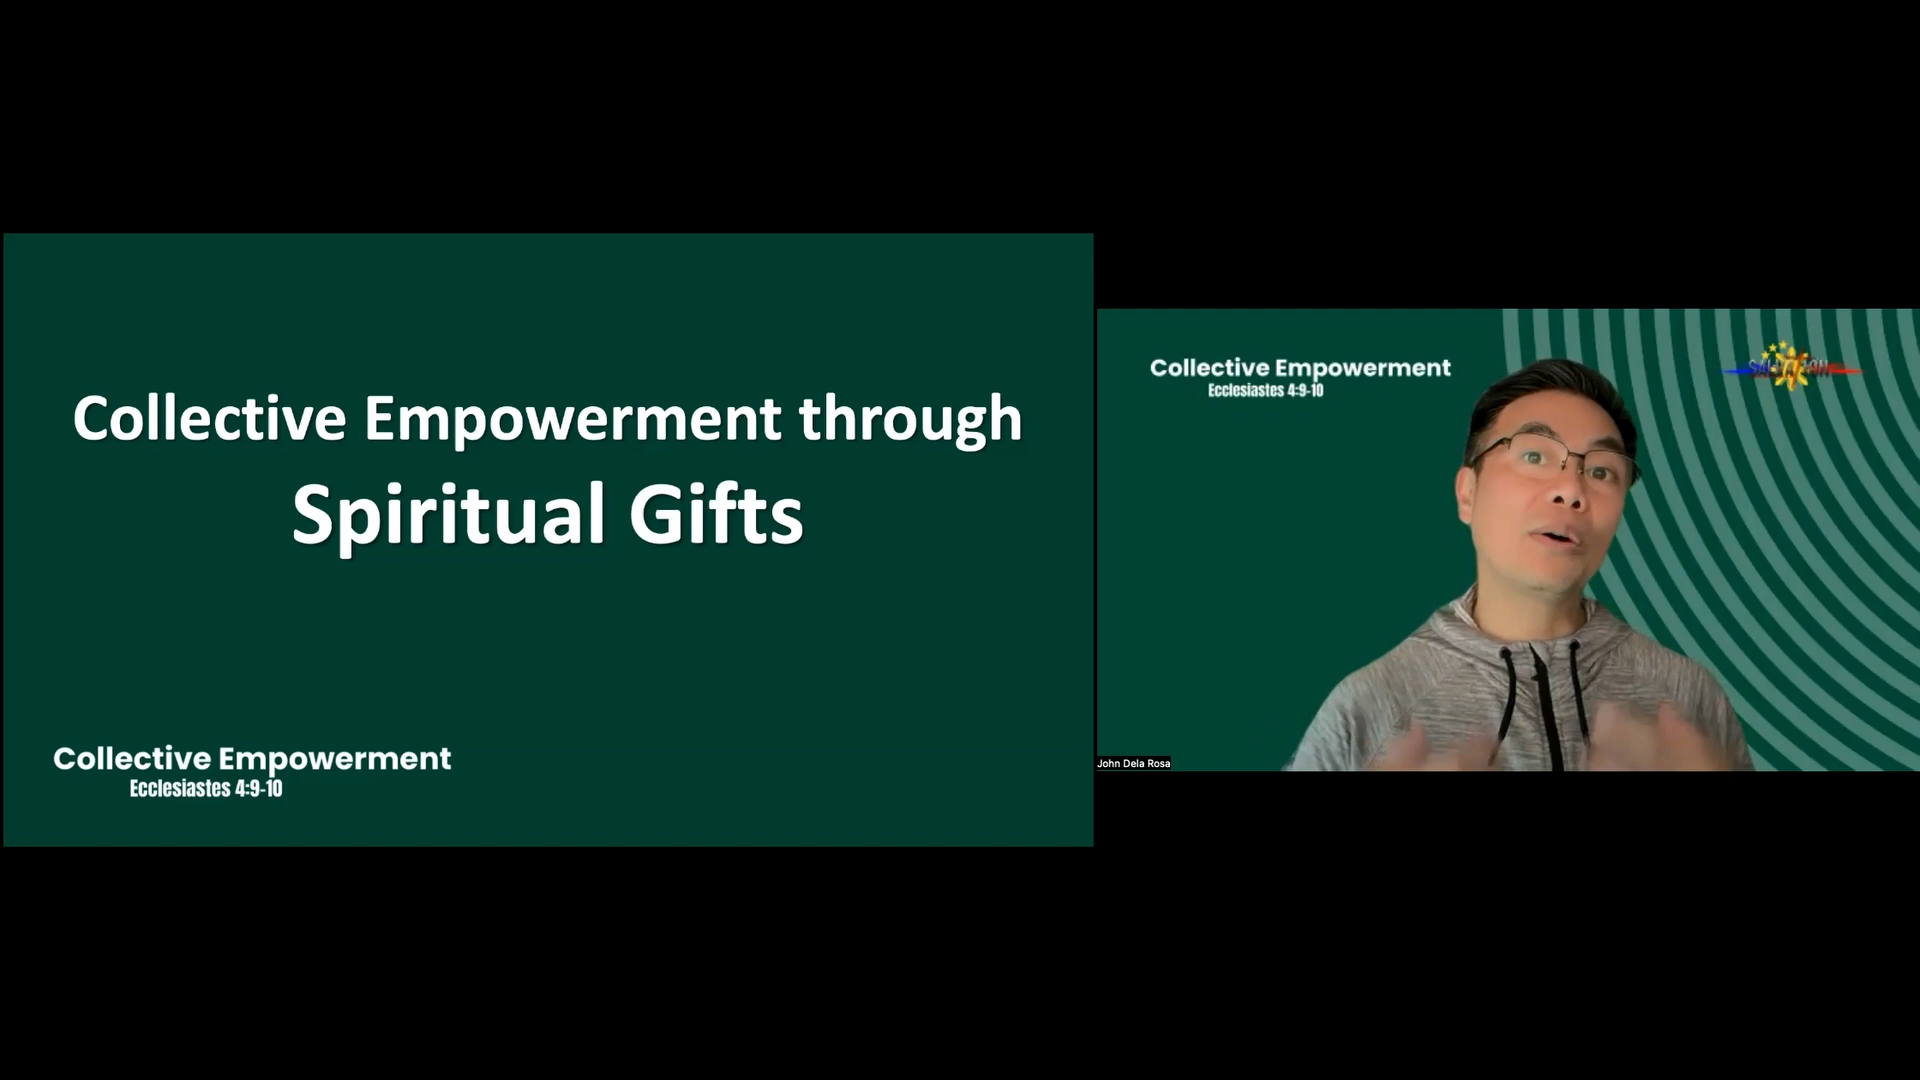 Collective Empowerment through
Spiritual Gifts
Collective Empowerment
Ecclesiastes 4:9-10
Collective Empowerment
Ecclesiastes 4:9-10
John Dela Rosa